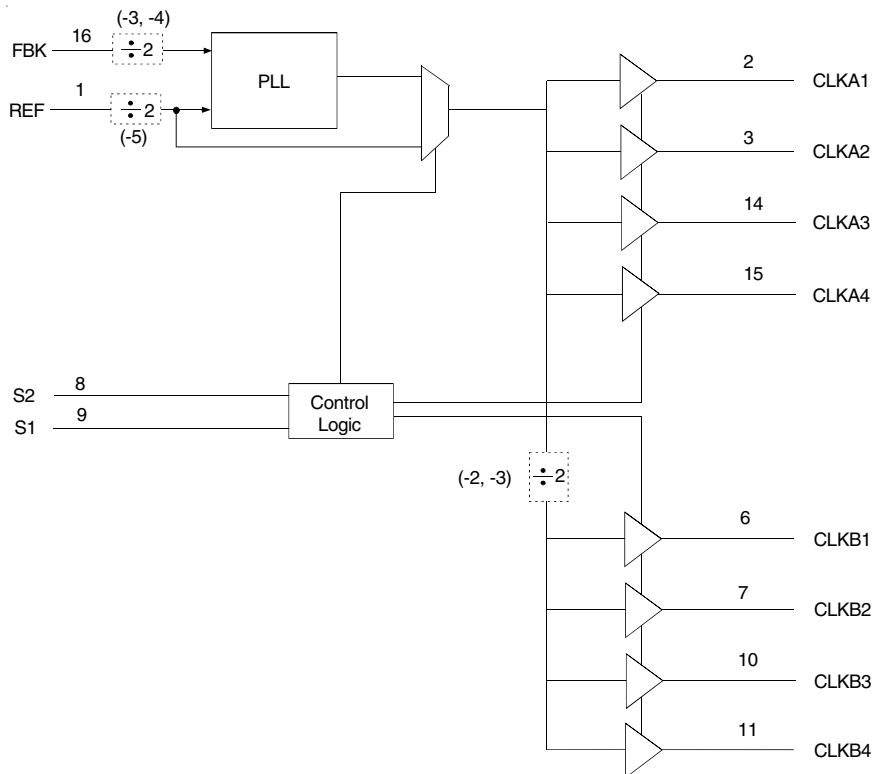 (-3, -4)
FBK 16 ÷2
PLL
REF 1 ÷2
(-5)
2 CLKA1
3 CLKA2
14 CLKA3
15 CLKA4
S2 8
S1 9
Control
Logic
(-2, -3) ÷2
6 CLKB1
7 CLKB2
10 CLKB3
11 CLKB4